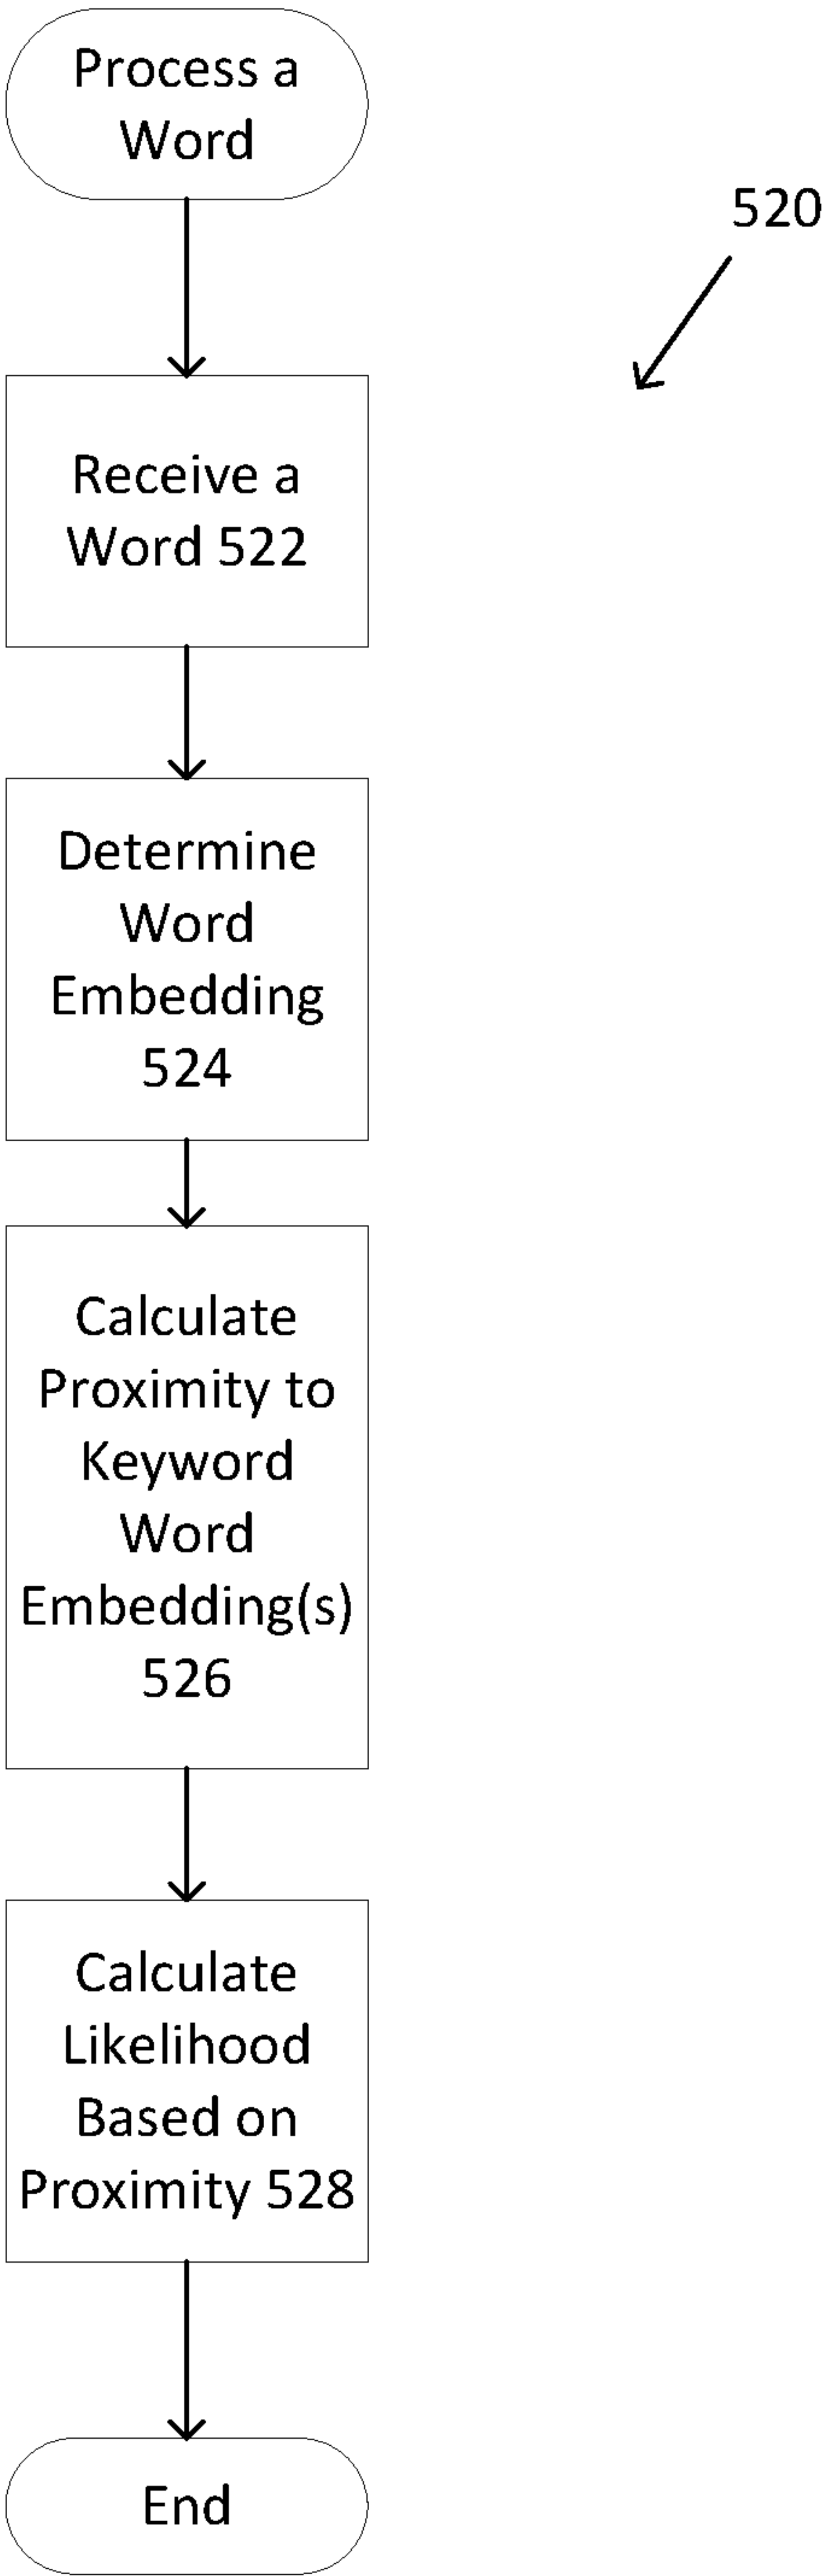 Process a
Word
520
Receive a
Word 522
Determine
Word
Embedding
524
Calculate
Proximity to
Keyword
Word
Embedding(s)
526
Calculate
Likelihood
Based on
Proximity 528
End